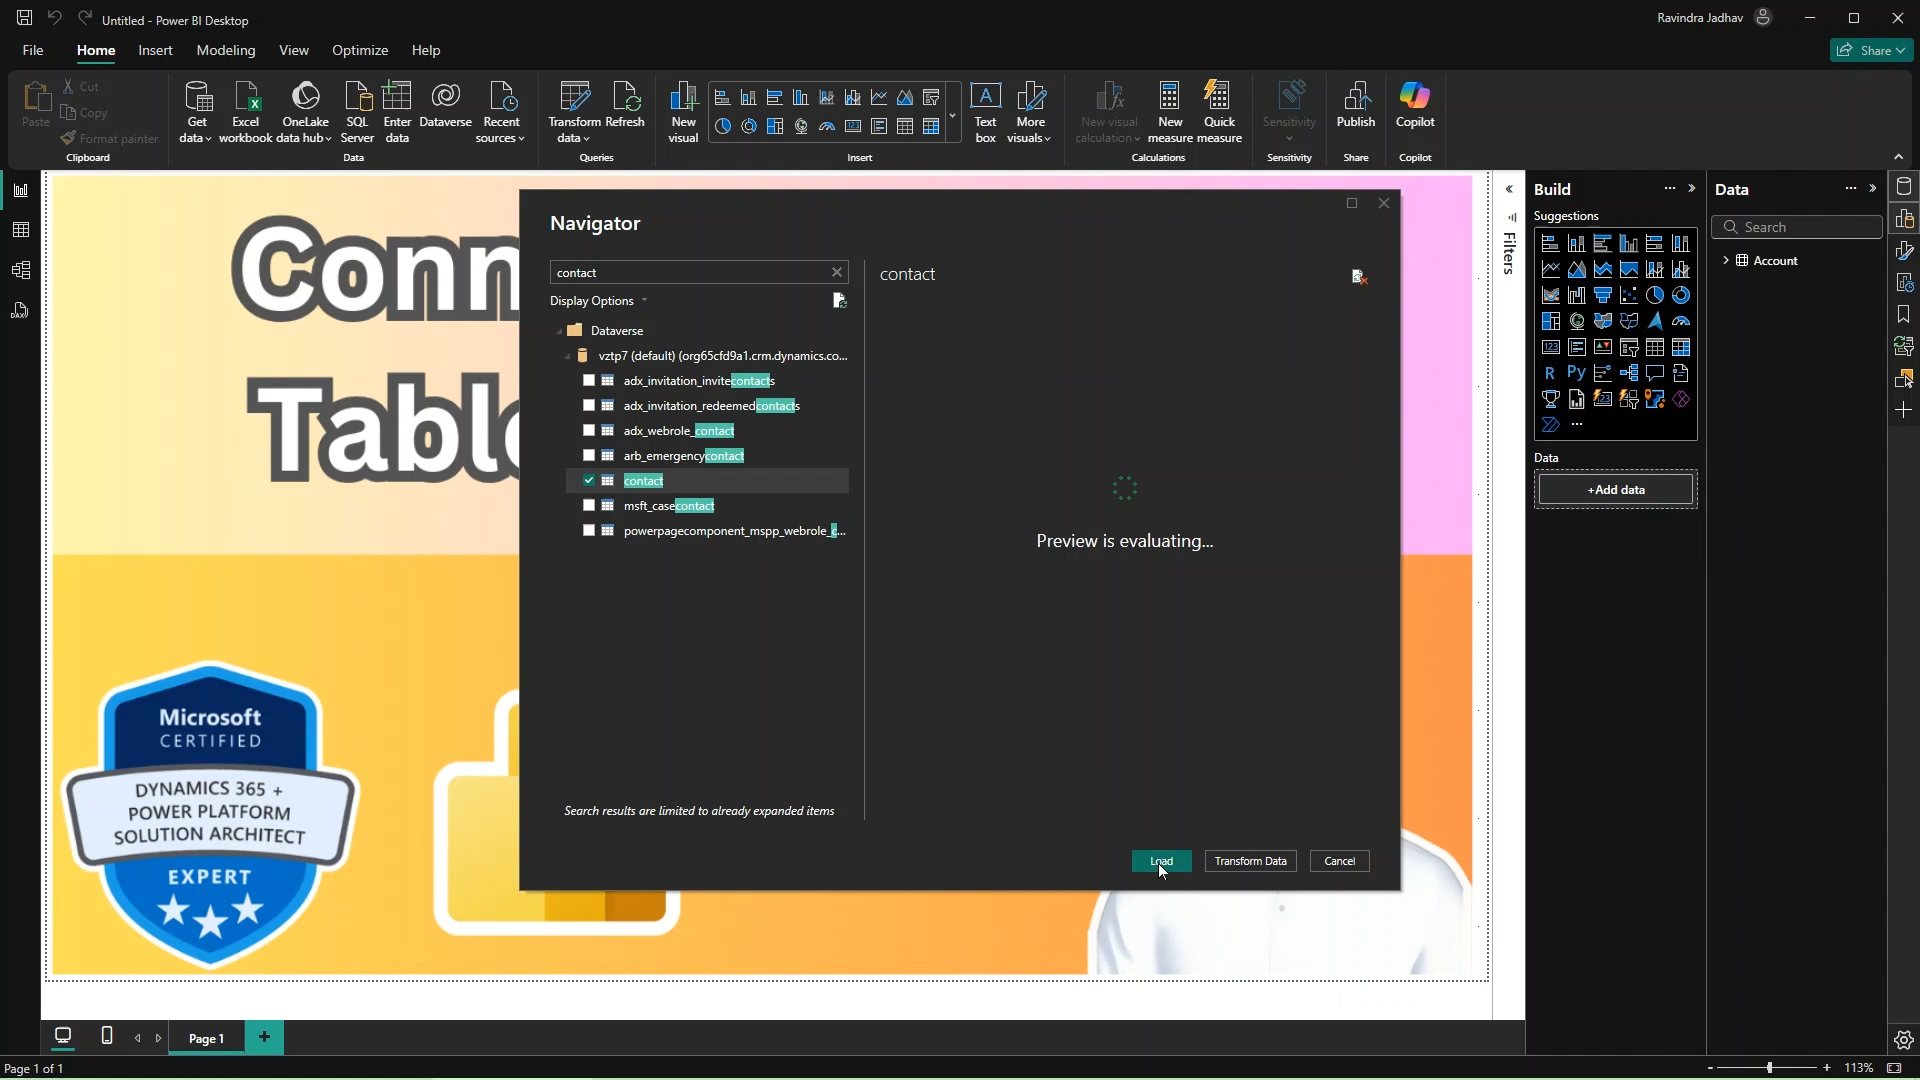 Untitled - Power BI Desktop
Ravindra Jadhav
File Home Insert Modeling View Optimize Help
Share
Paste
Cut
Copy
Format painter
Clipboard
Get data
Excel workbook
OneLake data hub
SQL Server
Enter data
Dataverse
Recent sources
Data
Transform data
Refresh
Queries
New visual
Text box
More visuals
Insert
New visual calculation
New measure
Quick measure
Calculations
Sensitivity
Sensitivity
Publish
Share
Copilot
Copilot
Conn
Table
Microsoft
CERTIFIED
DYNAMICS 365 +
POWER PLATFORM
SOLUTION ARCHITECT
EXPERT
Navigator
contact
Display Options
Dataverse
vztp7 (default) (org65cfd9a1.crm.dynamics.co...
adx_invitation_invitecontacts
adx_invitation_redeemedcontacts
adx_webrole_contact
arb_emergencycontact
contact
msft_casecontact
powerpagecomponent_mspp_webrole_c...
Search results are limited to already expanded items
contact
Preview is evaluating...
Load
Transform Data
Cancel
Filters
Build
Suggestions
R
Py
Data
+Add data
Data
Search
Account
DAX
Page 1
Page 1 of 1
- + 113%